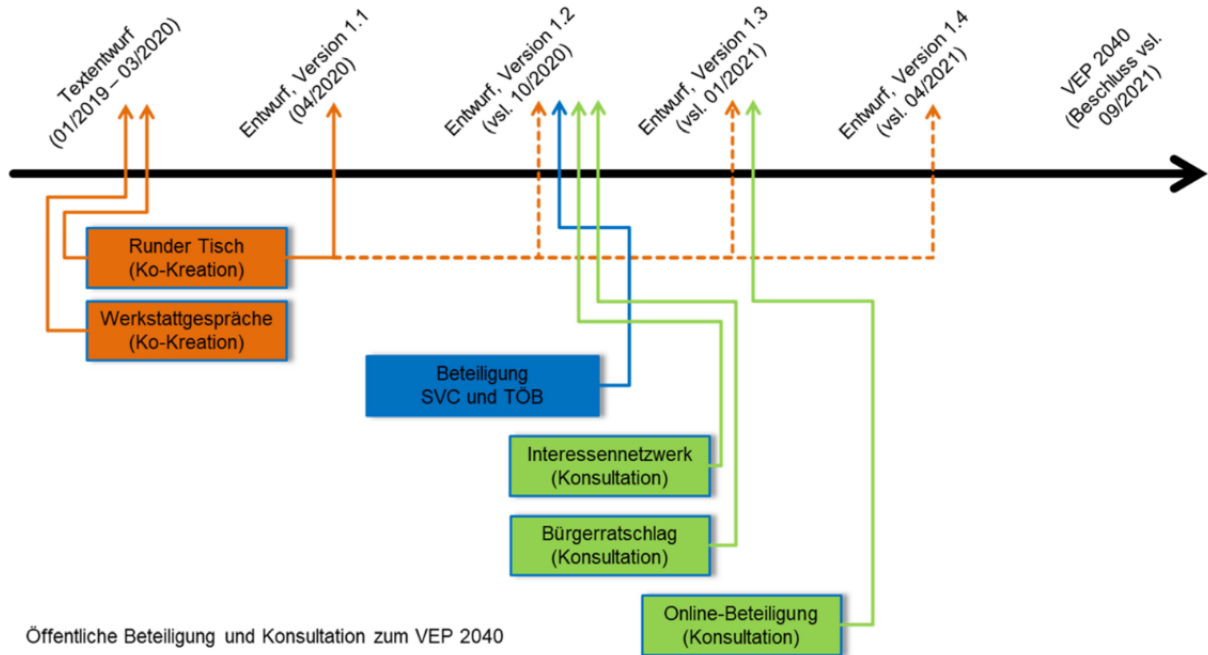 Textentwurf
(01/2019 – 03/2020)
Entwurf, Version 1.1
(04/2020)
Entwurf, Version 1.2
(vsl. 10/2020)
Entwurf, Version 1.3
(vsl. 01/2021)
Entwurf, Version 1.4
(vsl. 04/2021)
VEP 2040
(Beschluss vsl.
09/2021)
Runder Tisch
(Ko-Kreation)
Werkstattgespräche
(Ko-Kreation)
Beteiligung
SVC und TÖB
Interessennetzwerk
(Konsultation)
Bürgerratschlag
(Konsultation)
Online-Beteiligung
(Konsultation)
Öffentliche Beteiligung und Konsultation zum VEP 2040